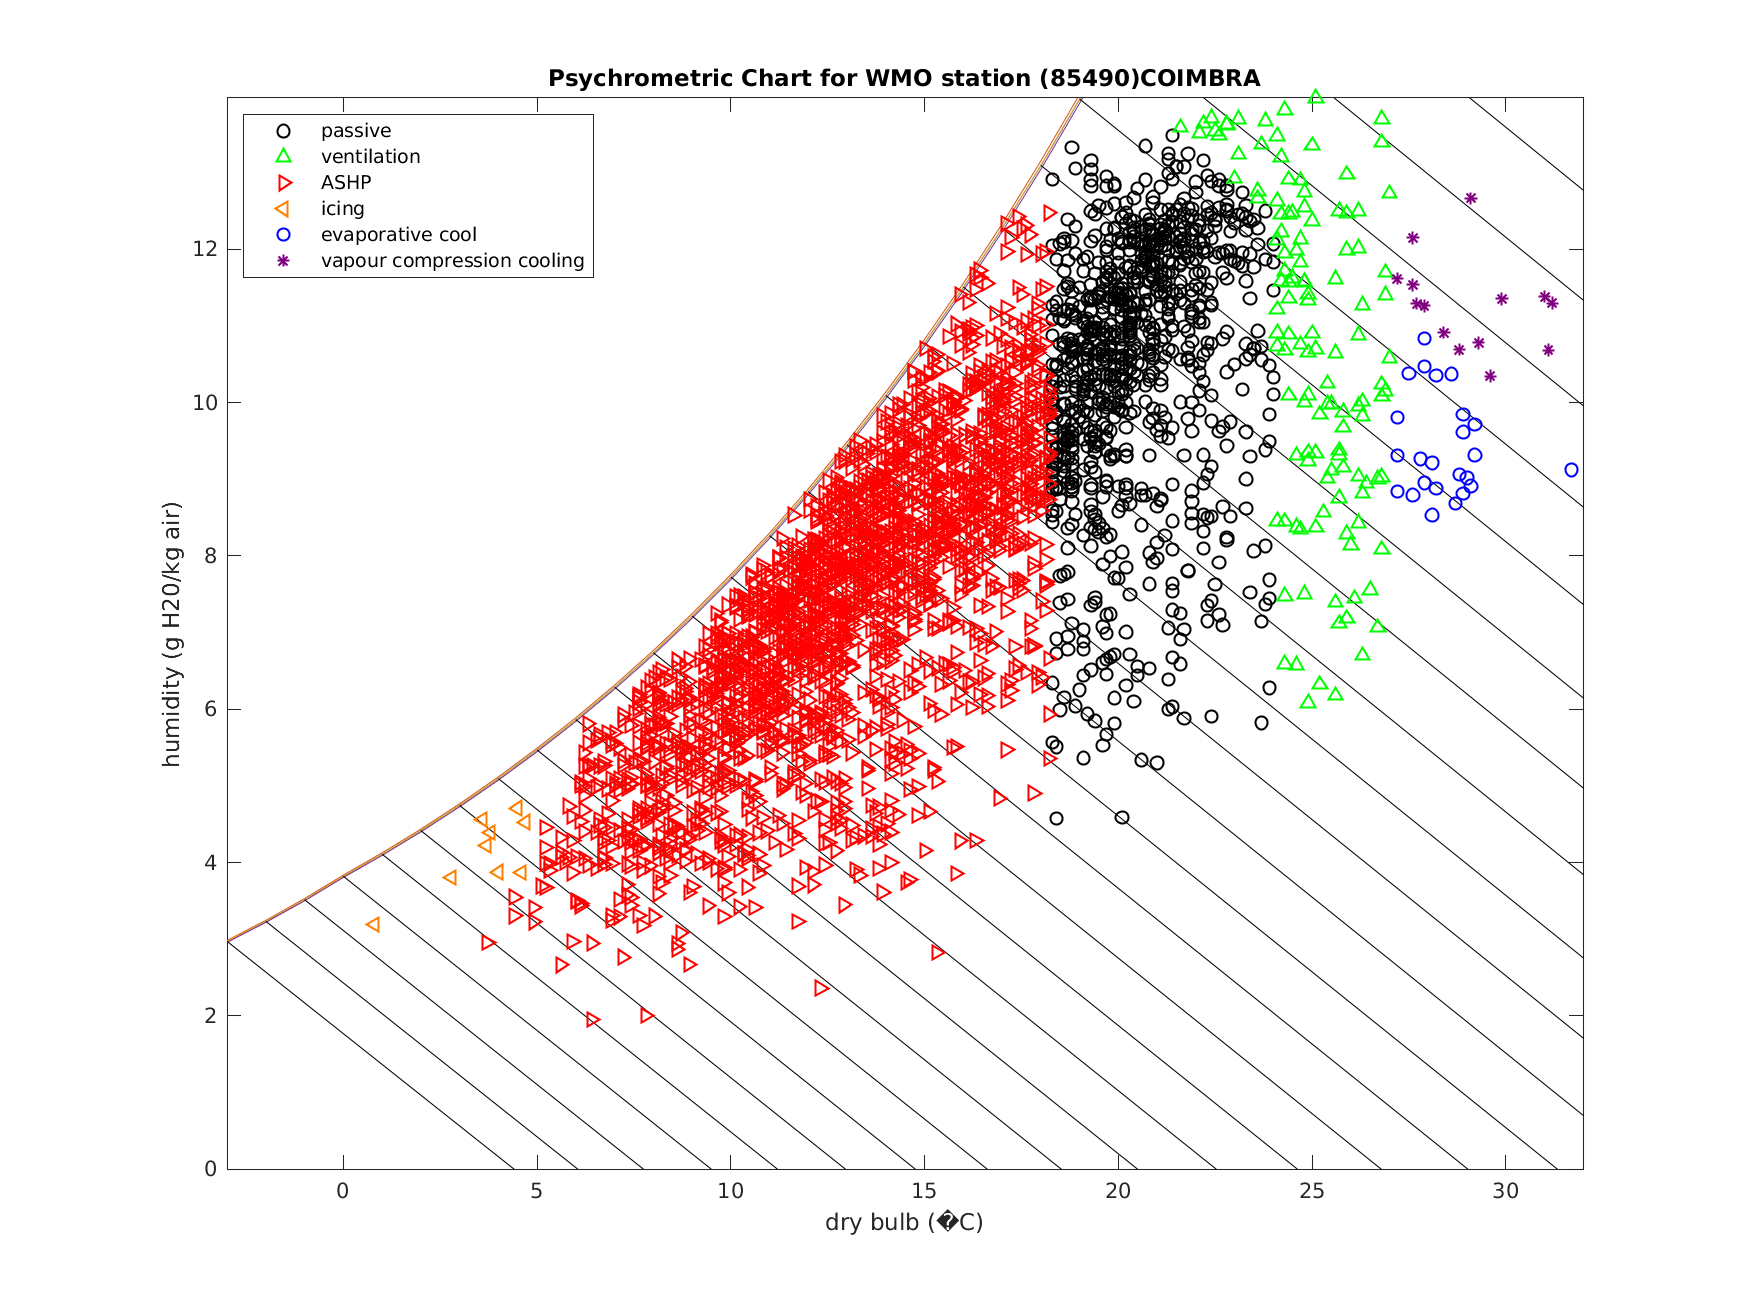 Psychrometric Chart for WMO station (85490)COIMBRA
passive
ventilation
ASHP
icing
evaporative cool
vapour compression cooling
humidity (g H20/kg air)
12
10
8
6
4
2
0
0 5 10 15 20 25 30
dry bulb (�C)